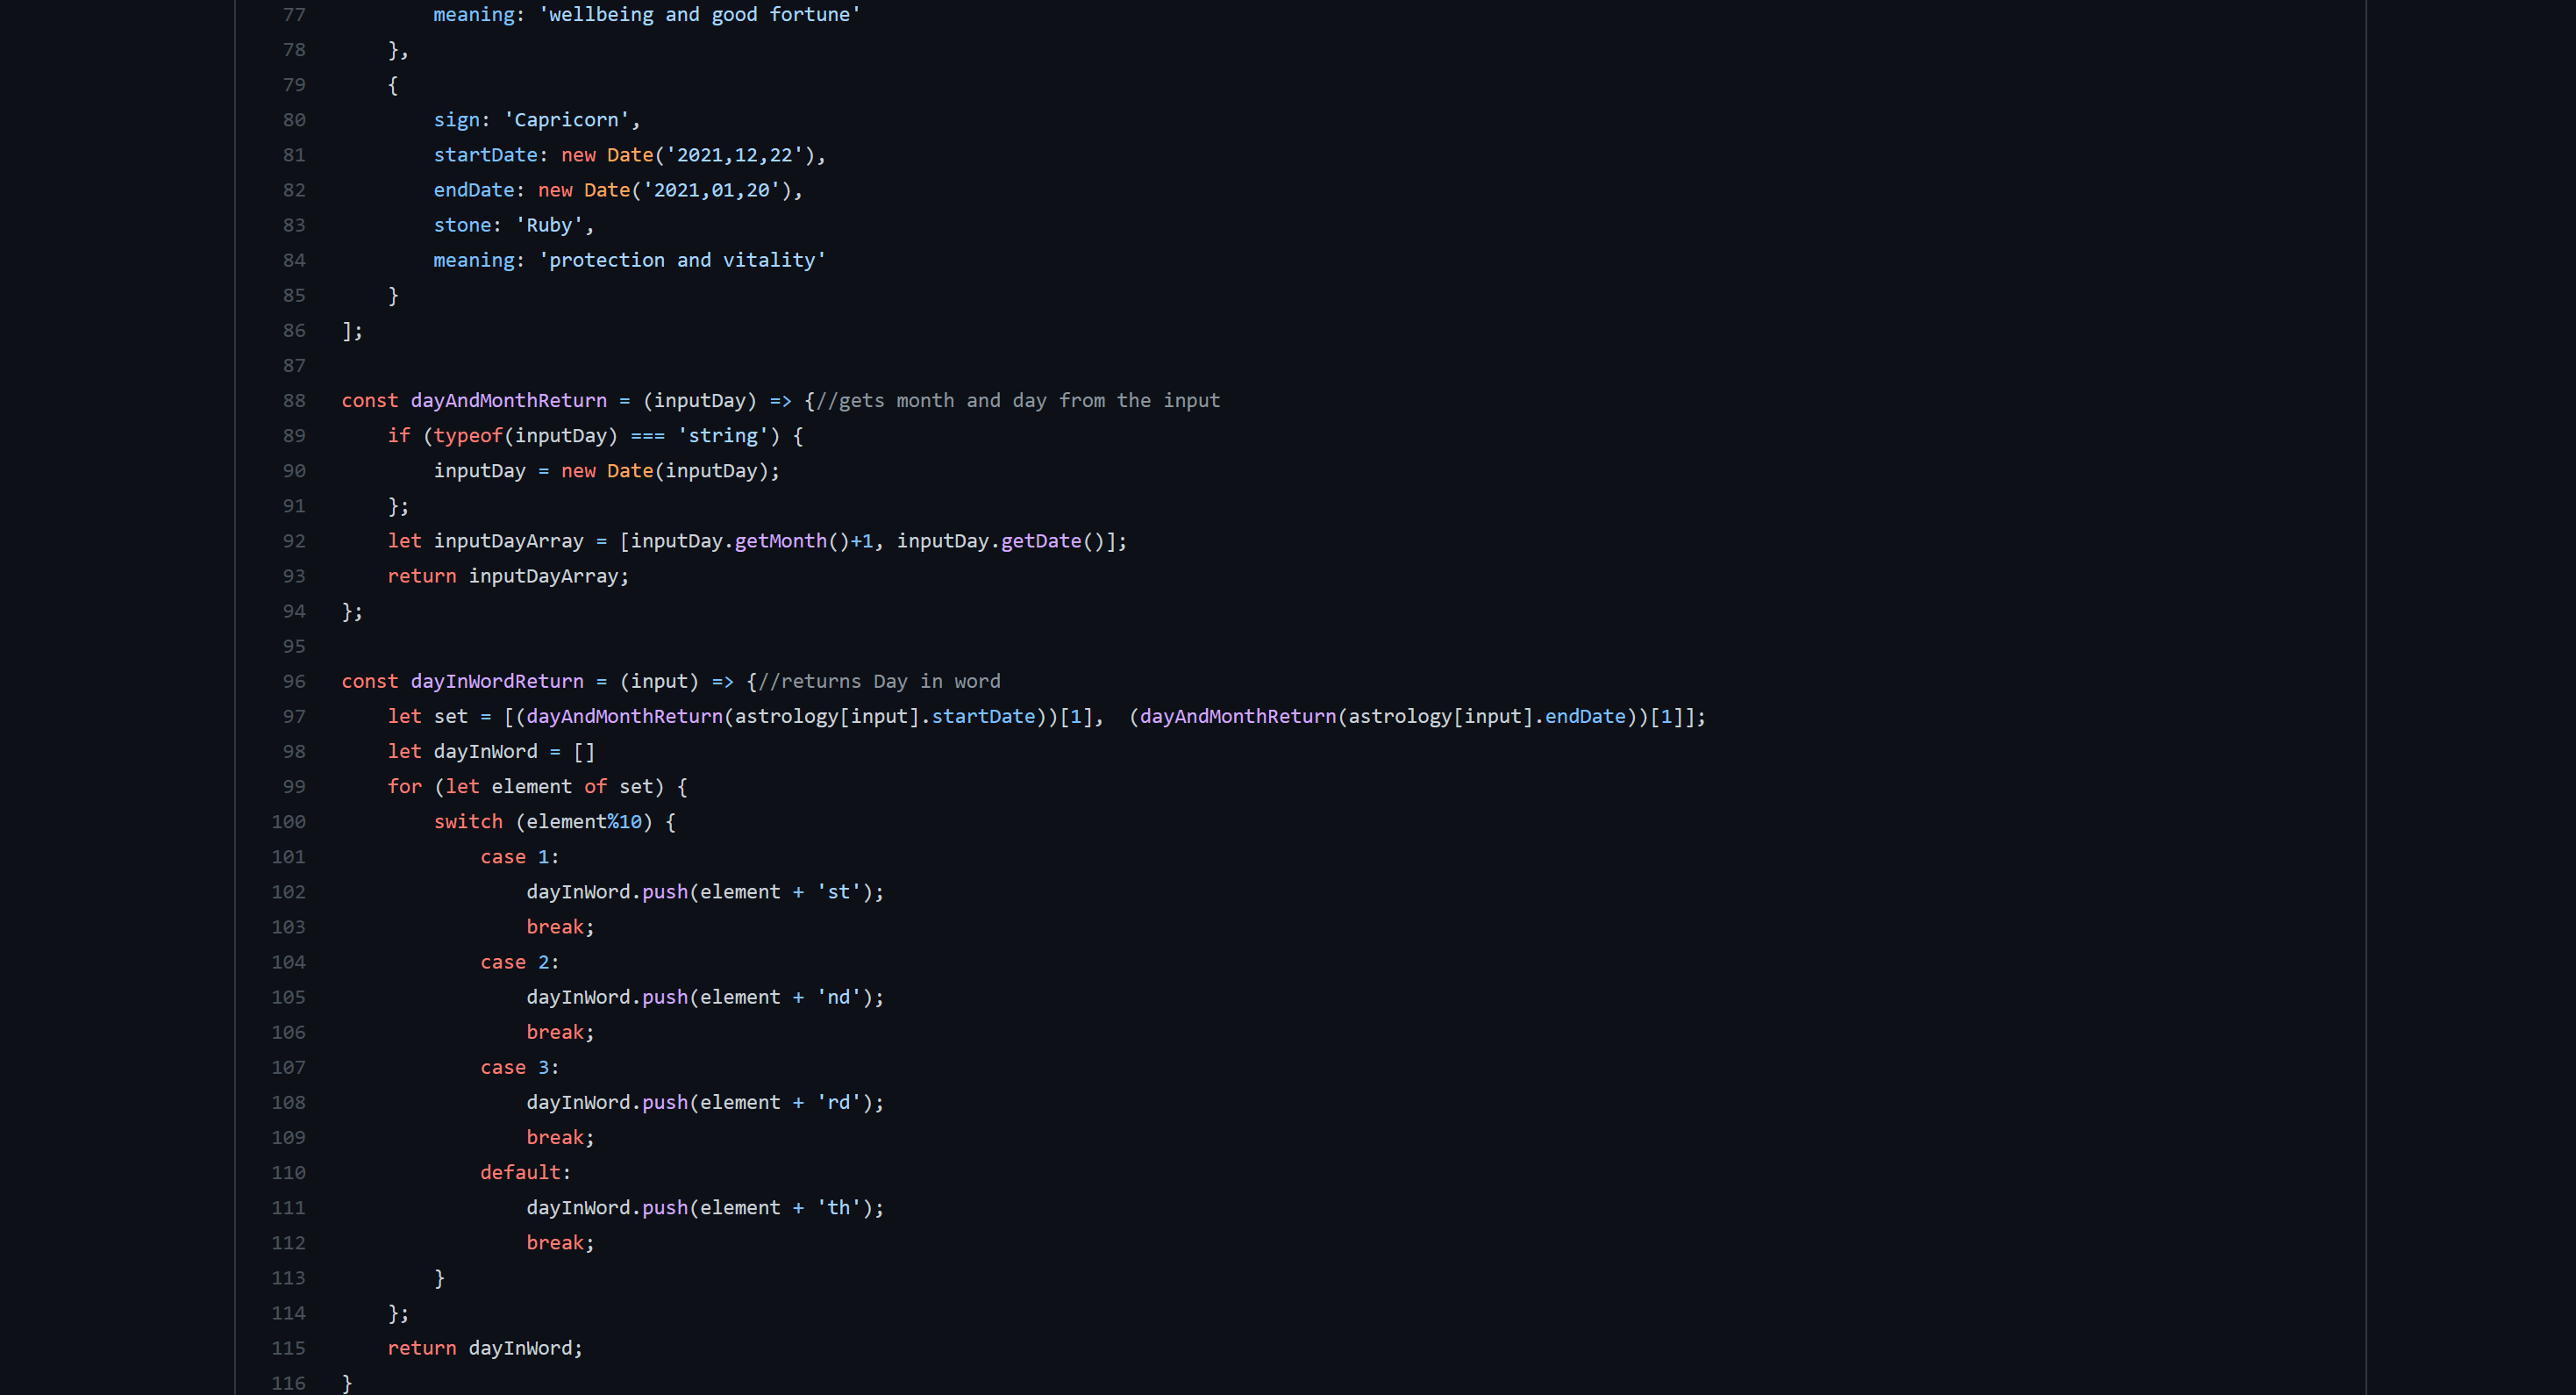 77 meaning: 'wellbeing and good fortune'
78 },
79 {
80 sign: 'Capricorn',
81 startDate: new Date('2021,12,22'),
82 endDate: new Date('2021,01,20'),
83 stone: 'Ruby',
84 meaning: 'protection and vitality'
85 }
86 ];
87
88 const dayAndMonthReturn = (inputDay) => {//gets month and day from the input
89 if (typeof(inputDay) === 'string') {
90 inputDay = new Date(inputDay);
91 };
92 let inputDayArray = [inputDay.getMonth()+1, inputDay.getDate()];
93 return inputDayArray;
94 };
95
96 const dayInWordReturn = (input) => {//returns Day in word
97 let set = [(dayAndMonthReturn(astrology[input].startDate))[1],  (dayAndMonthReturn(astrology[input].endDate))[1]];
98 let dayInWord = []
99 for (let element of set) {
100 switch (element%10) {
101 case 1:
102 dayInWord.push(element + 'st');
103 break;
104 case 2:
105 dayInWord.push(element + 'nd');
106 break;
107 case 3:
108 dayInWord.push(element + 'rd');
109 break;
110 default:
111 dayInWord.push(element + 'th');
112 break;
113 }
114 };
115 return dayInWord;
116 }